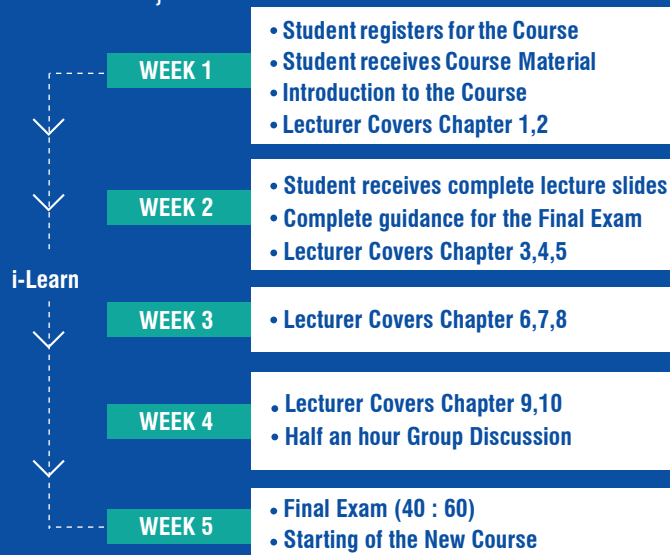 WEEK 1
• Student registers for the Course
• Student receives Course Material
• Introduction to the Course
• Lecturer Covers Chapter 1,2
WEEK 2
• Student receives complete lecture slides
• Complete guidance for the Final Exam
• Lecturer Covers Chapter 3,4,5
i-Learn
WEEK 3
• Lecturer Covers Chapter 6,7,8
WEEK 4
• Lecturer Covers Chapter 9,10
• Half an hour Group Discussion
WEEK 5
• Final Exam (40 : 60)
• Starting of the New Course